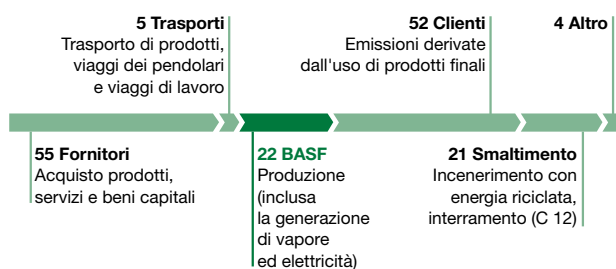 5 Trasporti
Trasporto di prodotti,
viaggi dei pendolari
e viaggi di lavoro
52 Clienti
Emissioni derivate
dall'uso di prodotti finali
4 Altro
55 Fornitori
Acquisto prodotti,
servizi e beni capitali
22 BASF
Produzione
(inclusa
la generazione
di vapore
ed elettricità)
21 Smaltimento
Incenerimento con
energia riciclata,
interramento (C 12)